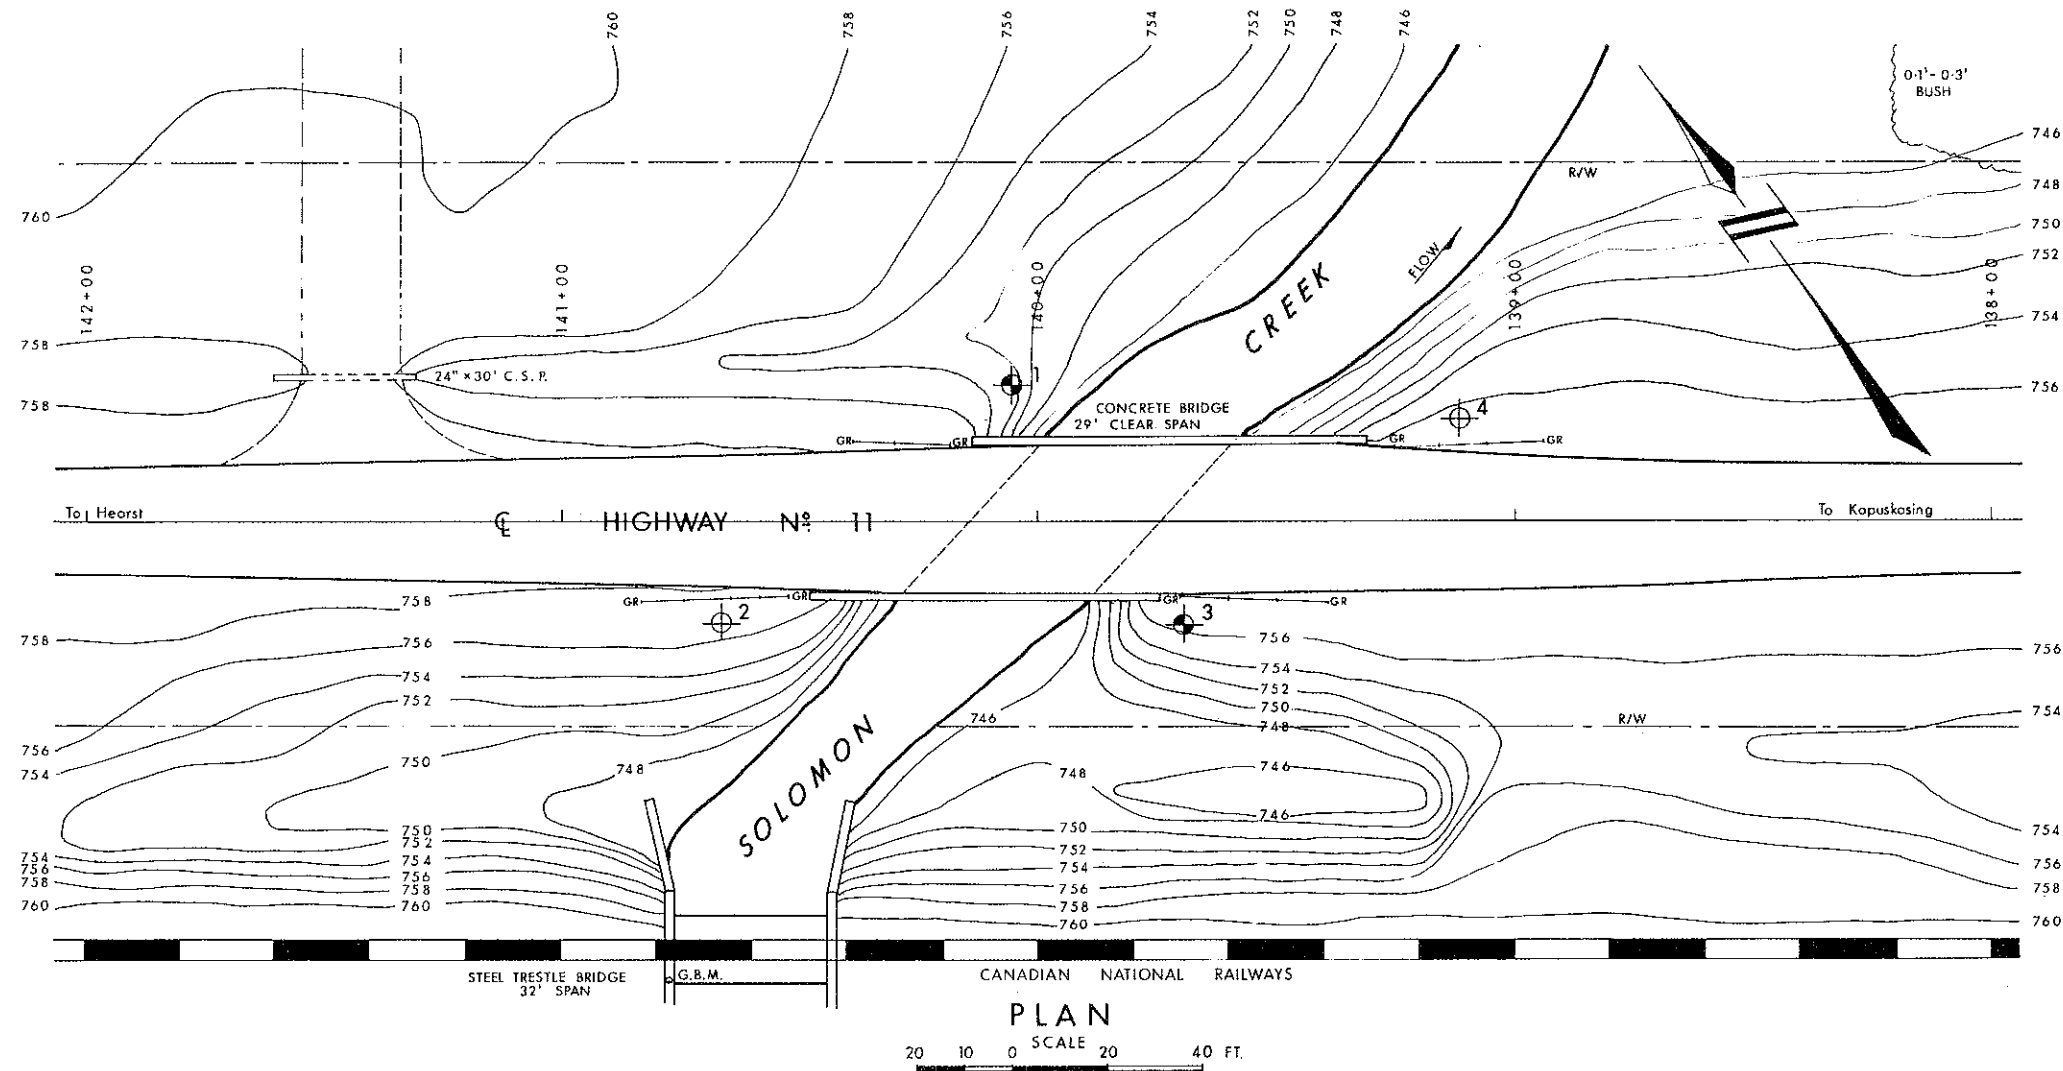 760
758
756
754
752
750
748
746
0·1'- 0·3'
BUSH
746
R/W
748
760
750
752
142+00
141+00
140+00
FLOW
139+00
138+00
CREEK
754
758
24" × 30' C.S.P.
1
756
758
CONCRETE BRIDGE
29' CLEAR SPAN
4
GR
GR
GR
GR
To Hearst
℄ HIGHWAY Nº 11
To Kapuskasing
758
GR
GR
GR
GR
2
3
758
756
756
756
754
754
752
752
750
746
748
R/W
754
756
754
750
748
SOLOMON
748
746
746
750
752
754
756
758
760
754
756
758
760
750
752
754
756
758
760
754
756
758
760
STEEL TRESTLE BRIDGE
32' SPAN
G.B.M.
CANADIAN NATIONAL RAILWAYS
PLAN
SCALE
20 10 0 20 40 FT.